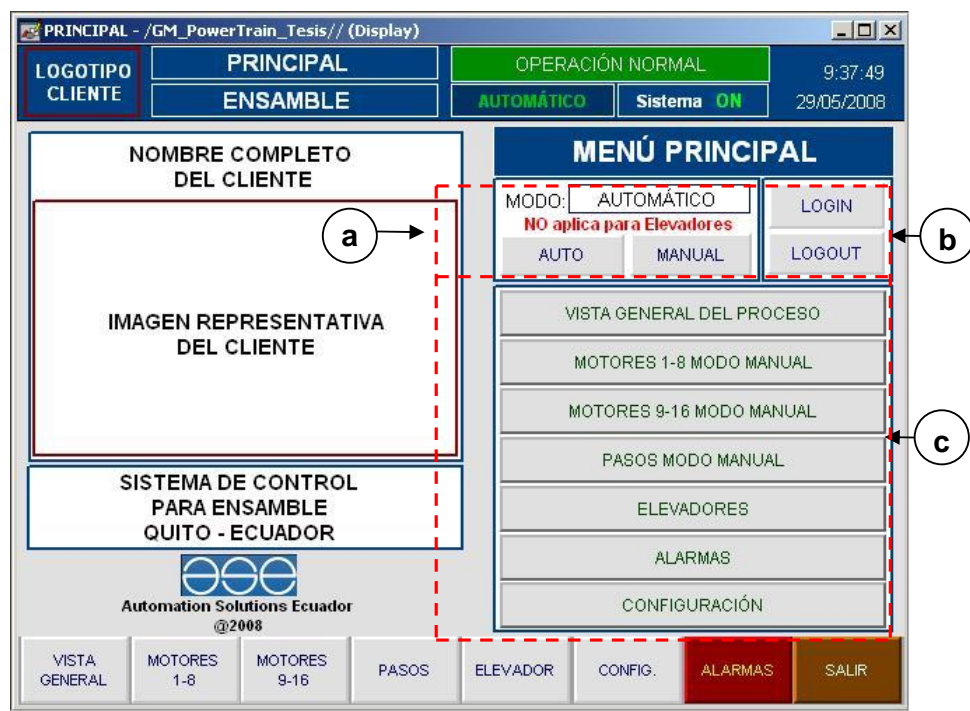 PRINCIPAL - /GM_PowerTrain_Tesis// (Display)
LOGOTIPO
CLIENTE
PRINCIPAL
ENSAMBLE
OPERACIÓN NORMAL
AUTOMÁTICO
Sistema ON
9:37:49
29/05/2008
NOMBRE COMPLETO
DEL CLIENTE
IMAGEN REPRESENTATIVA
DEL CLIENTE
SISTEMA DE CONTROL
PARA ENSAMBLE
QUITO - ECUADOR
ase
Automation Solutions Ecuador
@2008
MENÚ PRINCIPAL
MODO: AUTOMÁTICO
NO aplica para Elevadores
AUTO
MANUAL
LOGIN
LOGOUT
a
b
VISTA GENERAL DEL PROCESO
MOTORES 1-8 MODO MANUAL
MOTORES 9-16 MODO MANUAL
PASOS MODO MANUAL
ELEVADORES
ALARMAS
CONFIGURACIÓN
c
VISTA
GENERAL
MOTORES
1-8
MOTORES
9-16
PASOS
ELEVADOR
CONFIG.
ALARMAS
SALIR